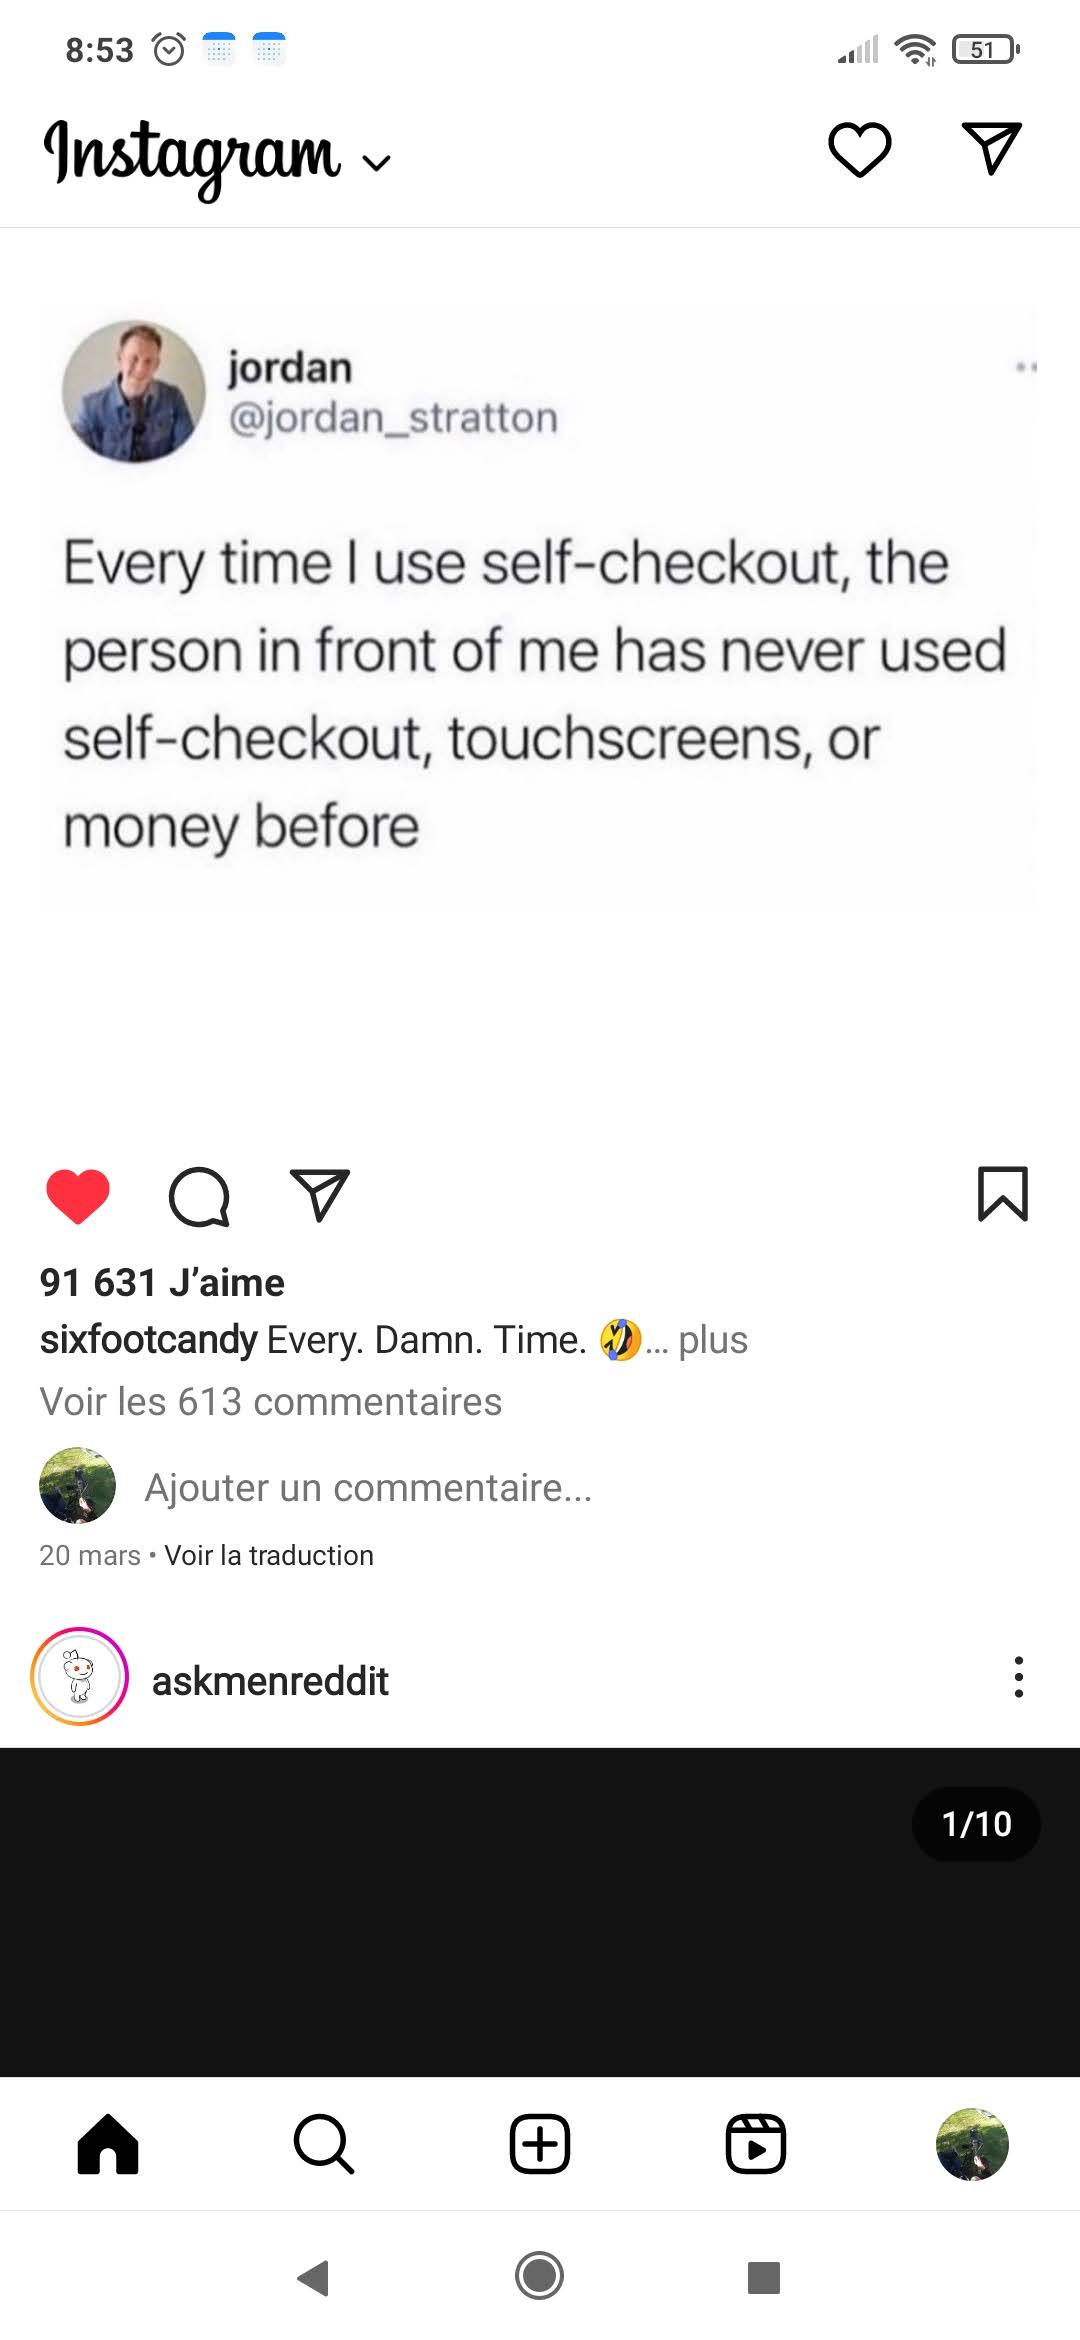 8:53
51
Instagram
jordan
@jordan_stratton
Every time I use self-checkout, the
person in front of me has never used
self-checkout, touchscreens, or
money before
91 631 J’aime
sixfootcandy Every. Damn. Time. 🤣... plus
Voir les 613 commentaires
Ajouter un commentaire...
20 mars • Voir la traduction
askmenreddit
1/10